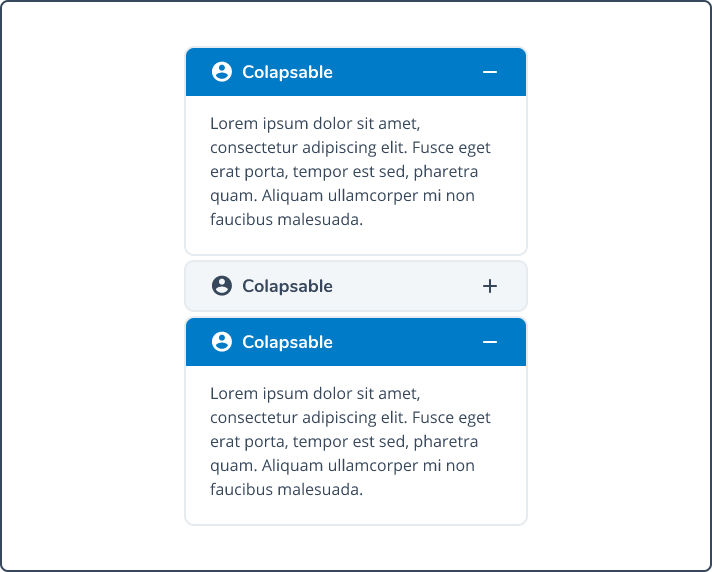 Colapsable
Lorem ipsum dolor sit amet,
consectetur adipiscing elit. Fusce eget
erat porta, tempor est sed, pharetra
quam. Aliquam ullamcorper mi non
faucibus malesuada.
Colapsable
Colapsable
Lorem ipsum dolor sit amet,
consectetur adipiscing elit. Fusce eget
erat porta, tempor est sed, pharetra
quam. Aliquam ullamcorper mi non
faucibus malesuada.